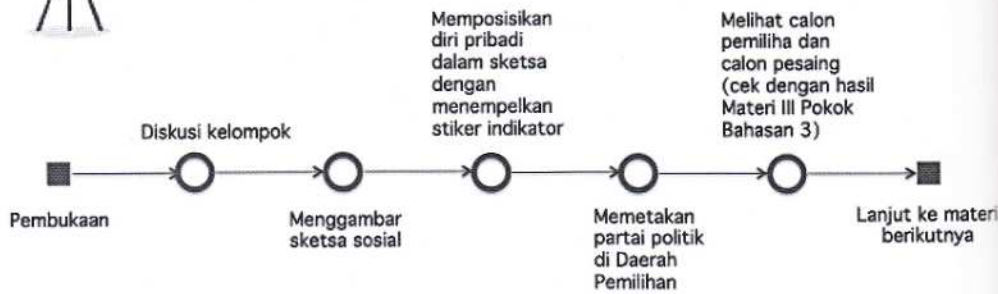 Pembukaan
Diskusi kelompok
Menggambar
sketsa sosial
Memposisikan
diri pribadi
dalam sketsa
dengan
menempelkan
stiker indikator
Memetakan
partai politik
di Daerah
Pemilihan
Melihat calon
pemiliha dan
calon pesaing
(cek dengan hasil
Materi III Pokok
Bahasan 3)
Lanjut ke materi
berikutnya